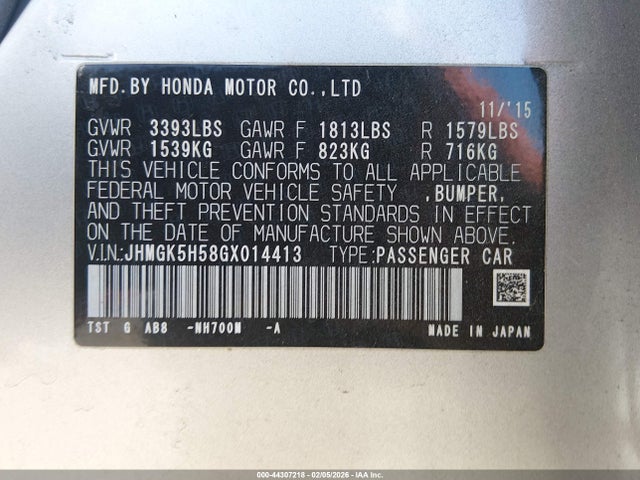 MFD.BY HONDA MOTOR CO.,LTD
11/'15
GVWR 3393LBS GAWR F 1813LBS R 1579LBS
GVWR 1539KG GAWR F 823KG R 716KG
THIS VEHICLE CONFORMS TO ALL APPLICABLE
FEDERAL MOTOR VEHICLE SAFETY ,BUMPER,
AND THEFT PREVENTION STANDARDS IN EFFECT
ON THE DATE OF MANUFACTURE SHOWN ABOVE.
V.IN:JHMGK5H58GX014413 TYPE:PASSENGER CAR
TST G AB8 -NH700M -A MADE IN JAPAN
000-44307218 - 02/05/2026 - Copyright IAA, Inc.